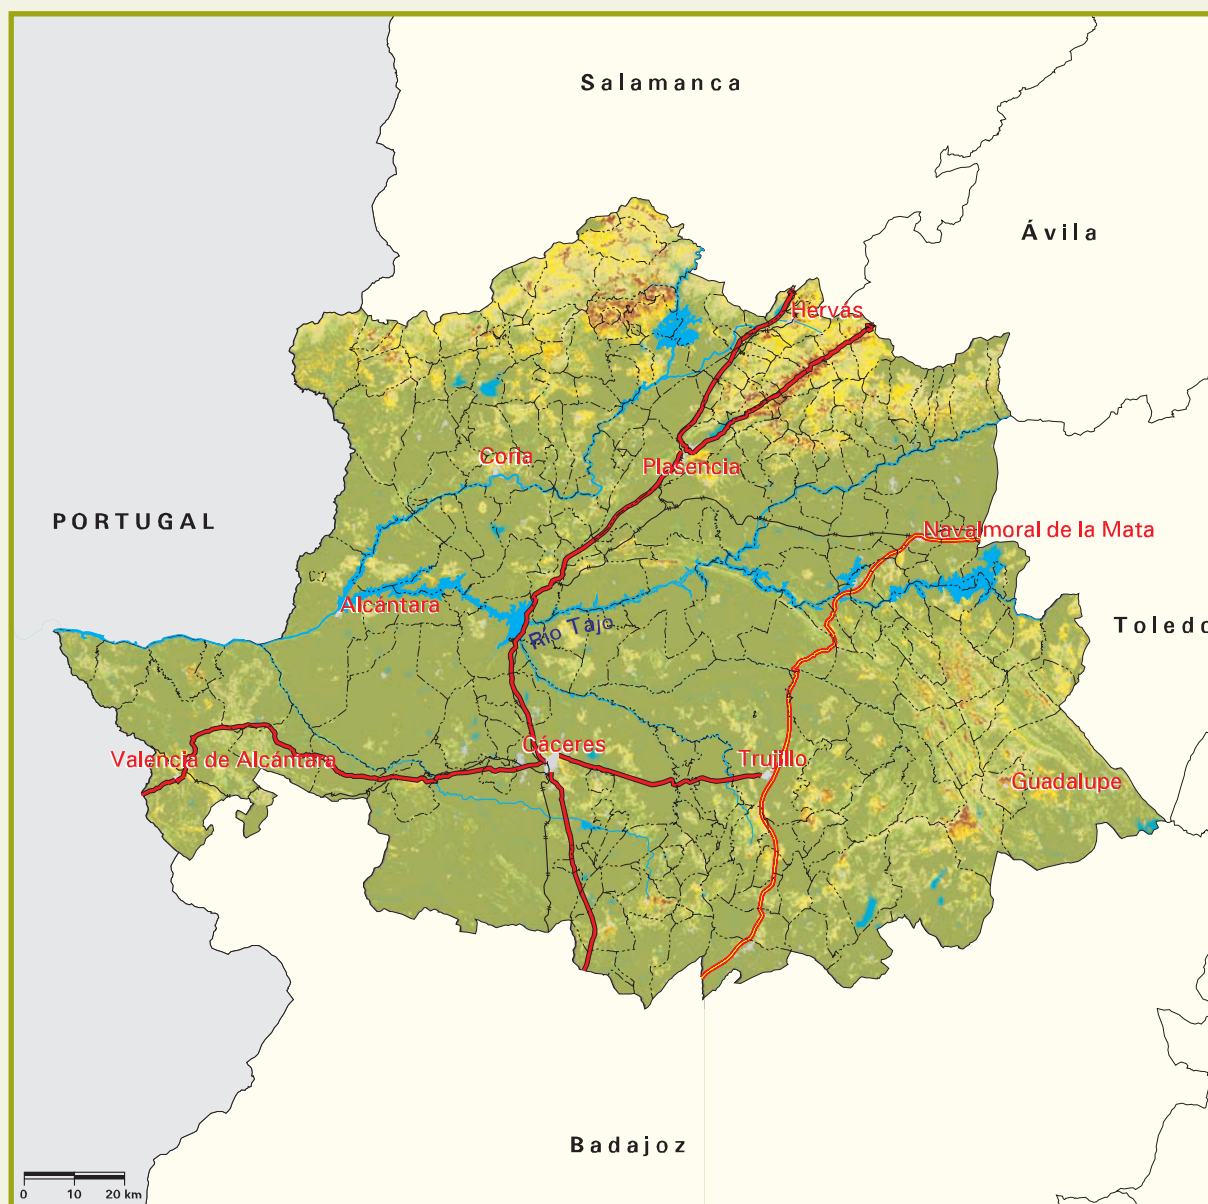 Salamanca
Ávila
Hervás
Coria
Plasencia
PORTUGAL
Navalmoral de la Mata
Alcántara
Río Tajo
Toledo
Cáceres
Valencia de Alcántara
Trujillo
Guadalupe
Badajoz
0 10 20 km